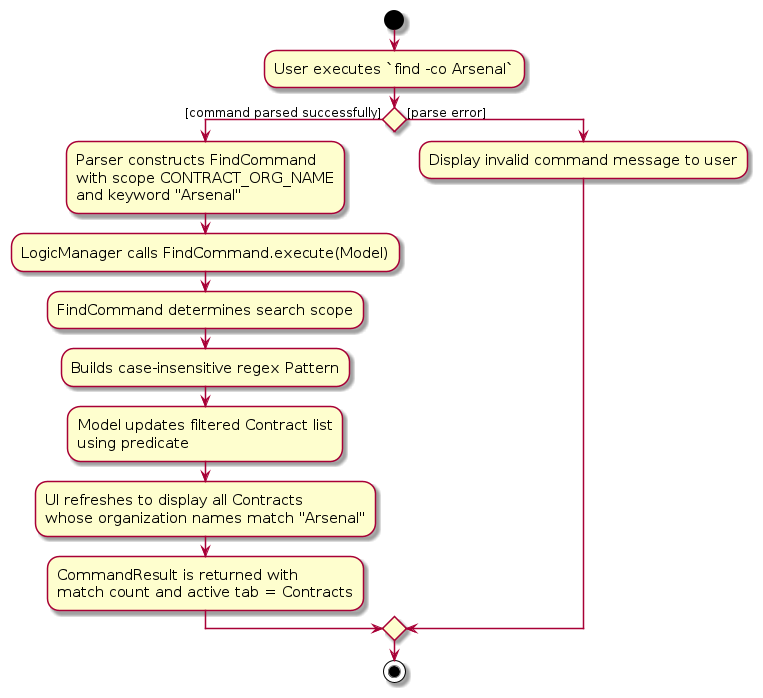 User executes `find -co Arsenal`
[command parsed successfully]
[parse error]
Parser constructs FindCommand
with scope CONTRACT_ORG_NAME
and keyword "Arsenal"
Display invalid command message to user
LogicManager calls FindCommand.execute(Model)
FindCommand determines search scope
Builds case-insensitive regex Pattern
Model updates filtered Contract list
using predicate
UI refreshes to display all Contracts
whose organization names match "Arsenal"
CommandResult is returned with
match count and active tab = Contracts